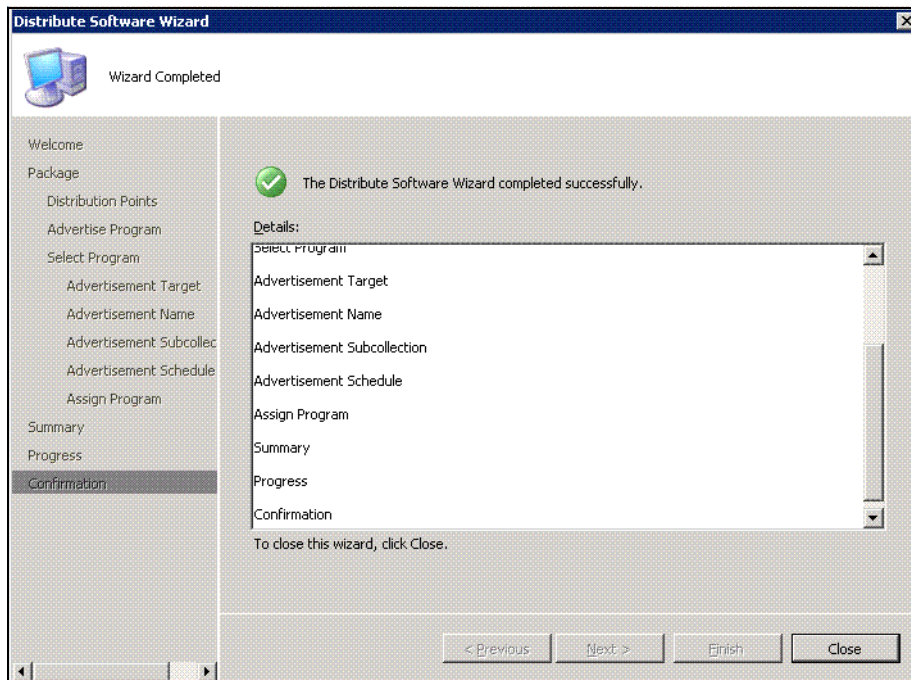 Distribute Software Wizard
Wizard Completed
Welcome
Package
Distribution Points
Advertise Program
Select Program
Advertisement Target
Advertisement Name
Advertisement Subcollec
Advertisement Schedule
Assign Program
Summary
Progress
Confirmation
The Distribute Software Wizard completed successfully.
Details:
Select Program
Advertisement Target
Advertisement Name
Advertisement Subcollection
Advertisement Schedule
Assign Program
Summary
Progress
Confirmation
To close this wizard, click Close.
< Previous
Next >
Finish
Close